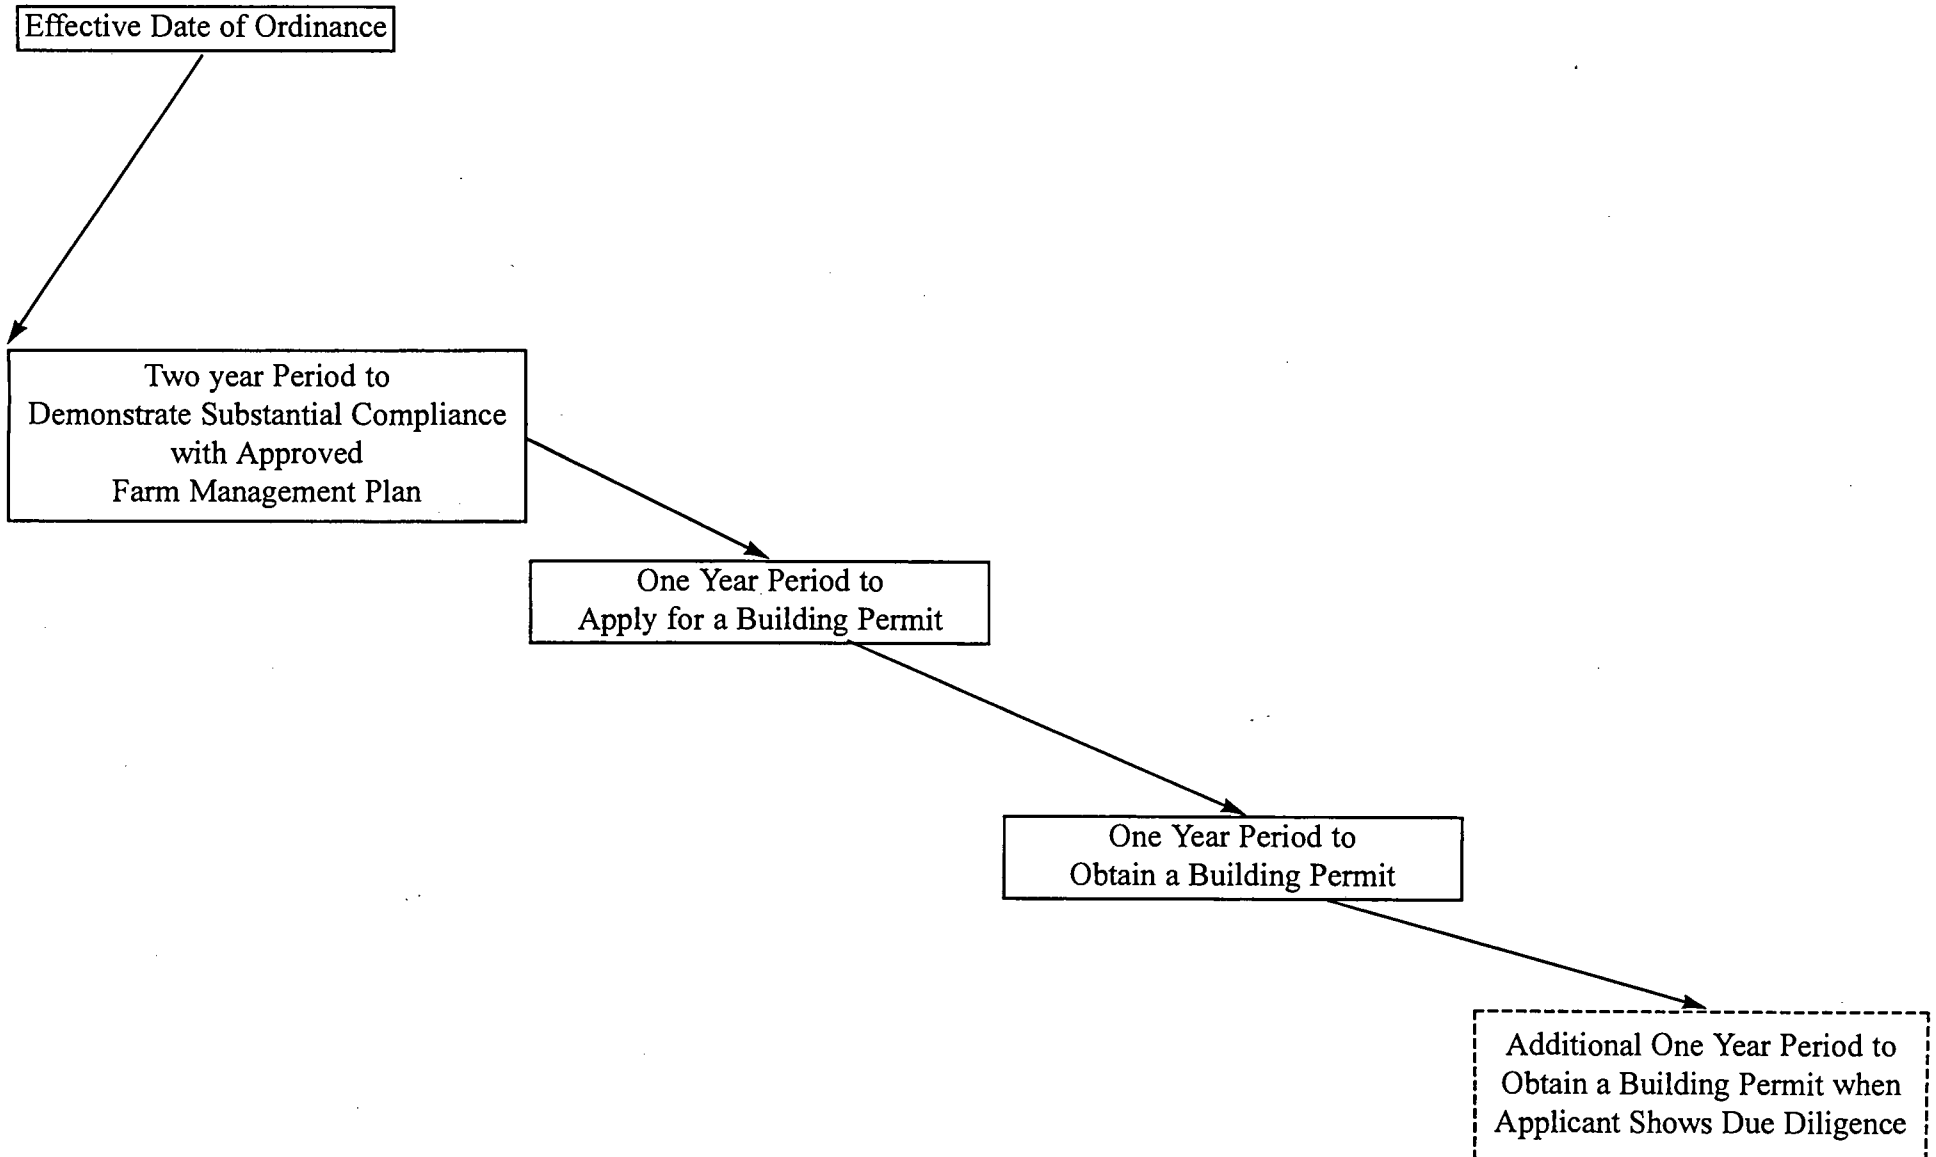 Effective Date of Ordinance
Two year Period to
Demonstrate Substantial Compliance
with Approved
Farm Management Plan
One Year Period to
Apply for a Building Permit
One Year Period to
Obtain a Building Permit
Additional One Year Period to
Obtain a Building Permit when
Applicant Shows Due Diligence